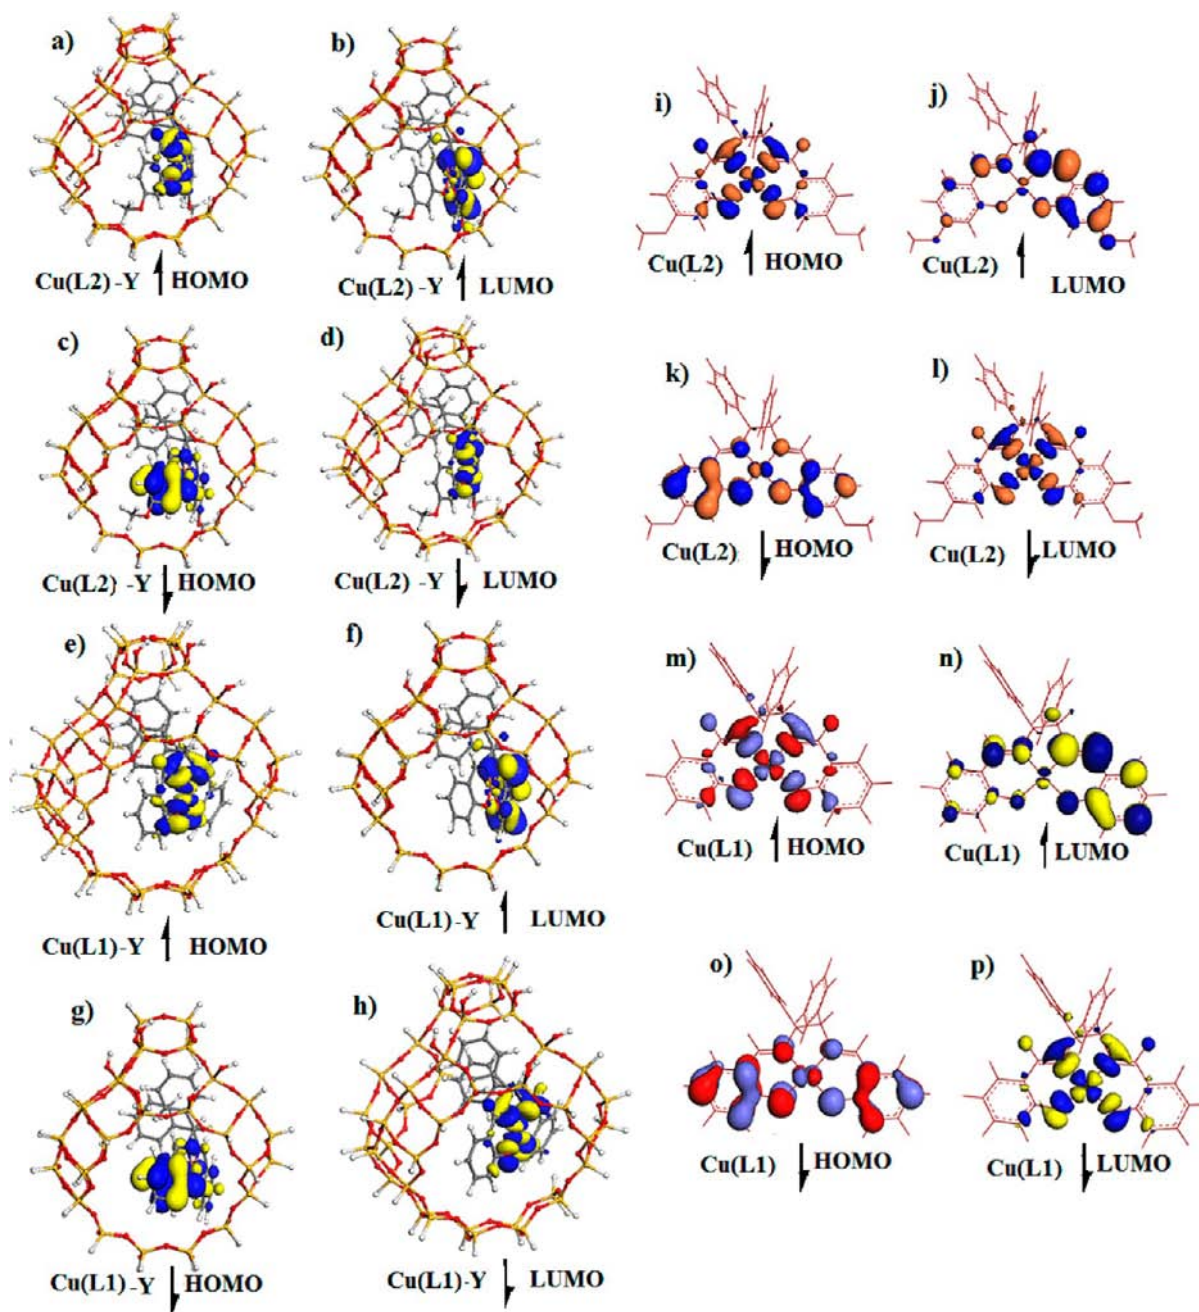 a)
b)
Cu(L2) -Y HOMO
Cu(L2) -Y LUMO
c)
d)
Cu(L2) -Y HOMO
Cu(L2) -Y LUMO
e)
f)
Cu(L1)-Y HOMO
Cu(L1)-Y LUMO
g)
h)
Cu(L1)-Y HOMO
Cu(L1)-Y LUMO
i)
j)
Cu(L2) HOMO
Cu(L2) LUMO
k)
l)
Cu(L2) HOMO
Cu(L2) LUMO
m)
n)
Cu(L1) HOMO
Cu(L1) LUMO
o)
p)
Cu(L1) HOMO
Cu(L1) LUMO